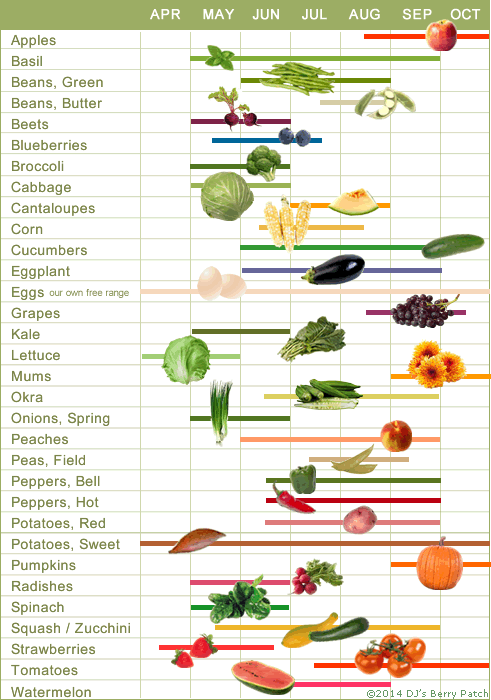 APR MAY JUN JUL AUG SEP OCT
Apples
Basil
Beans, Green
Beans, Butter
Beets
Blueberries
Broccoli
Cabbage
Cantaloupes
Corn
Cucumbers
Eggplant
Eggs our own free range
Grapes
Kale
Lettuce
Mums
Okra
Onions, Spring
Peaches
Peas, Field
Peppers, Bell
Peppers, Hot
Potatoes, Red
Potatoes, Sweet
Pumpkins
Radishes
Spinach
Squash / Zucchini
Strawberries
Tomatoes
Watermelon
©2014 DJ's Berry Patch